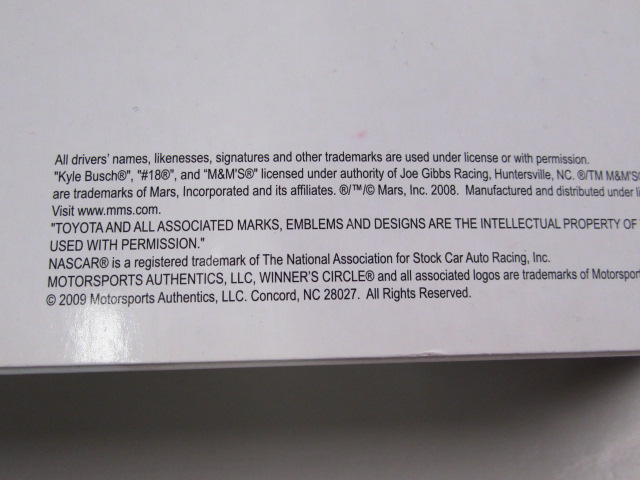 All drivers' names, likenesses, signatures and other trademarks are used under license or with permission.
"Kyle Busch®", "#18®", and "M&M'S®" licensed under authority of Joe Gibbs Racing, Huntersville, NC. ®/TM M&M'S®
are trademarks of Mars, Incorporated and its affiliates. ®/™/© Mars, Inc. 2008. Manufactured and distributed under
Visit www.mms.com.
"TOYOTA AND ALL ASSOCIATED MARKS, EMBLEMS AND DESIGNS ARE THE INTELLECTUAL PROPERTY OF
USED WITH PERMISSION."
NASCAR® is a registered trademark of The National Association for Stock Car Auto Racing, Inc.
MOTORSPORTS AUTHENTICS, LLC, WINNER'S CIRCLE® and all associated logos are trademarks of Motorsport
© 2009 Motorsports Authentics, LLC. Concord, NC 28027. All Rights Reserved.